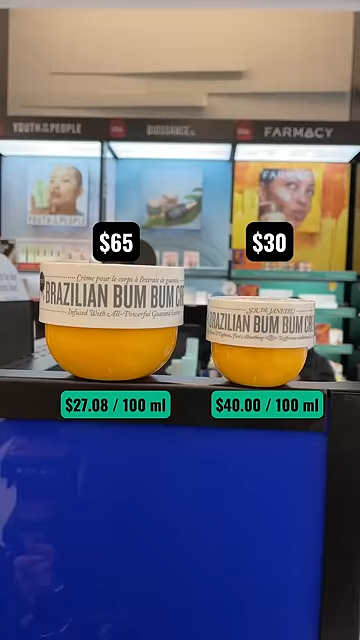 YOUTH TO THE PEOPLE
BIOSSANCE
FARMACY
FARMACY
YOUTH TO THE PEOPLE
$65
$30
Crème pour le corps à l'extrait de guaraná
BRAZILIAN BUM BUM CR
Infused With All-Powerful Guaraná
SOL DE JANEIRO
BRAZILIAN BUM BUM CRE
$27.08 / 100 ml
$40.00 / 100 ml